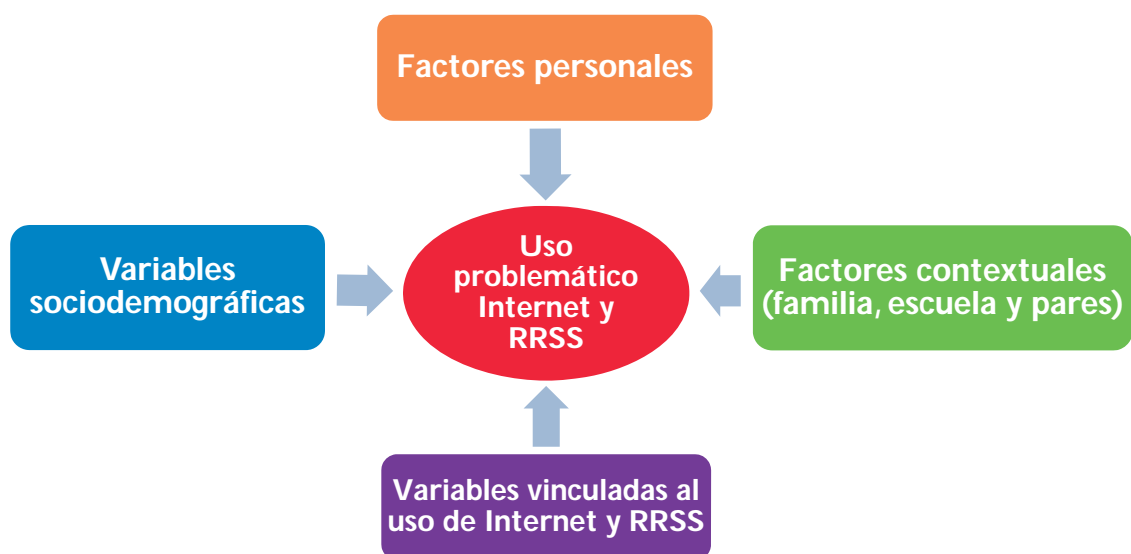 Factores personales
Variables
sociodemográficas
Uso
problemático
Internet y
RRSS
Factores contextuales
(familia, escuela y pares)
Variables vinculadas al
uso de Internet y RRSS